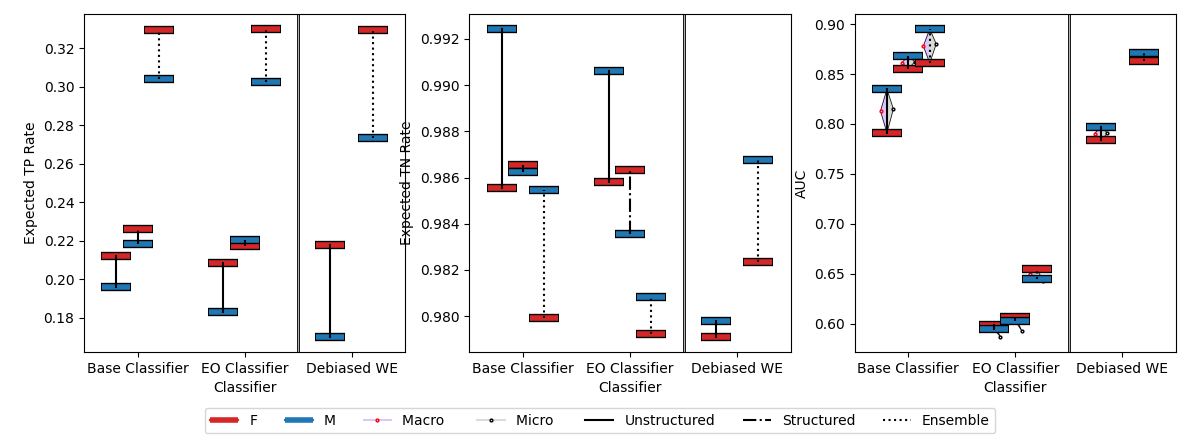 Expected TP Rate
0.32
0.30
0.28
0.26
0.24
0.22
0.20
0.18
Base Classifier
EO Classifier
Debiased WE
Classifier
Expected TN Rate
0.992
0.990
0.988
0.986
0.984
0.982
0.980
Base Classifier
EO Classifier
Debiased WE
Classifier
AUC
0.90
0.85
0.80
0.75
0.70
0.65
0.60
Base Classifier
EO Classifier
Debiased WE
Classifier
F M Macro Micro Unstructured Structured Ensemble